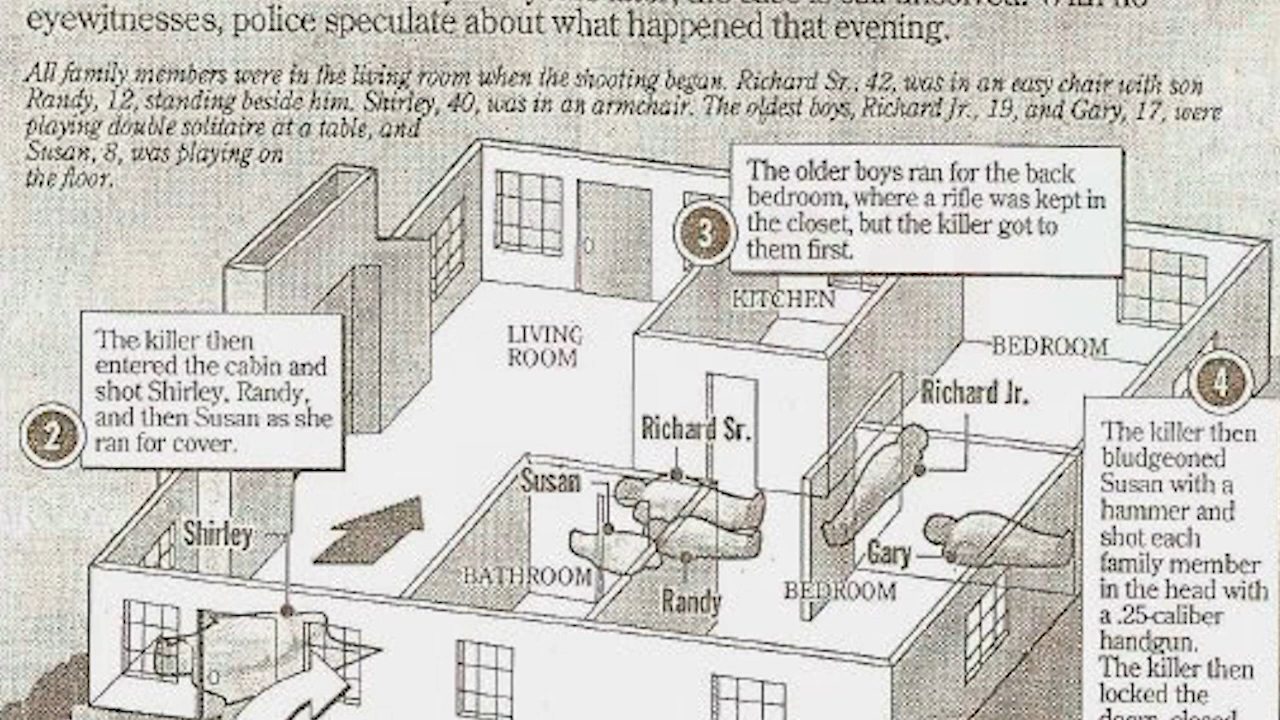 eyewitnesses, police speculate about what happened that evening.
All family members were in the living room when the shooting began. Richard Sr., 42, was in an easy chair with son
Randy, 12, standing beside him. Shirley, 40, was in an armchair. The oldest boys, Richard Jr., 19, and Gary, 17, were
playing double solitaire at a table, and
Susan, 8, was playing on
the floor.
3
The older boys ran for the back
bedroom, where a rifle was kept in
the closet, but the killer got to
them first.
KITCHEN
LIVING
ROOM
BEDROOM
2
The killer then
entered the cabin and
shot Shirley, Randy,
and then Susan as she
ran for cover.
Richard Jr.
Richard Sr.
Susan
Shirley
Gary
BATHROOM
Randy
BEDROOM
4
The killer then
bludgeoned
Susan with a
hammer and
shot each
family member
in the head with
a .25-caliber
handgun.
The killer then
locked the